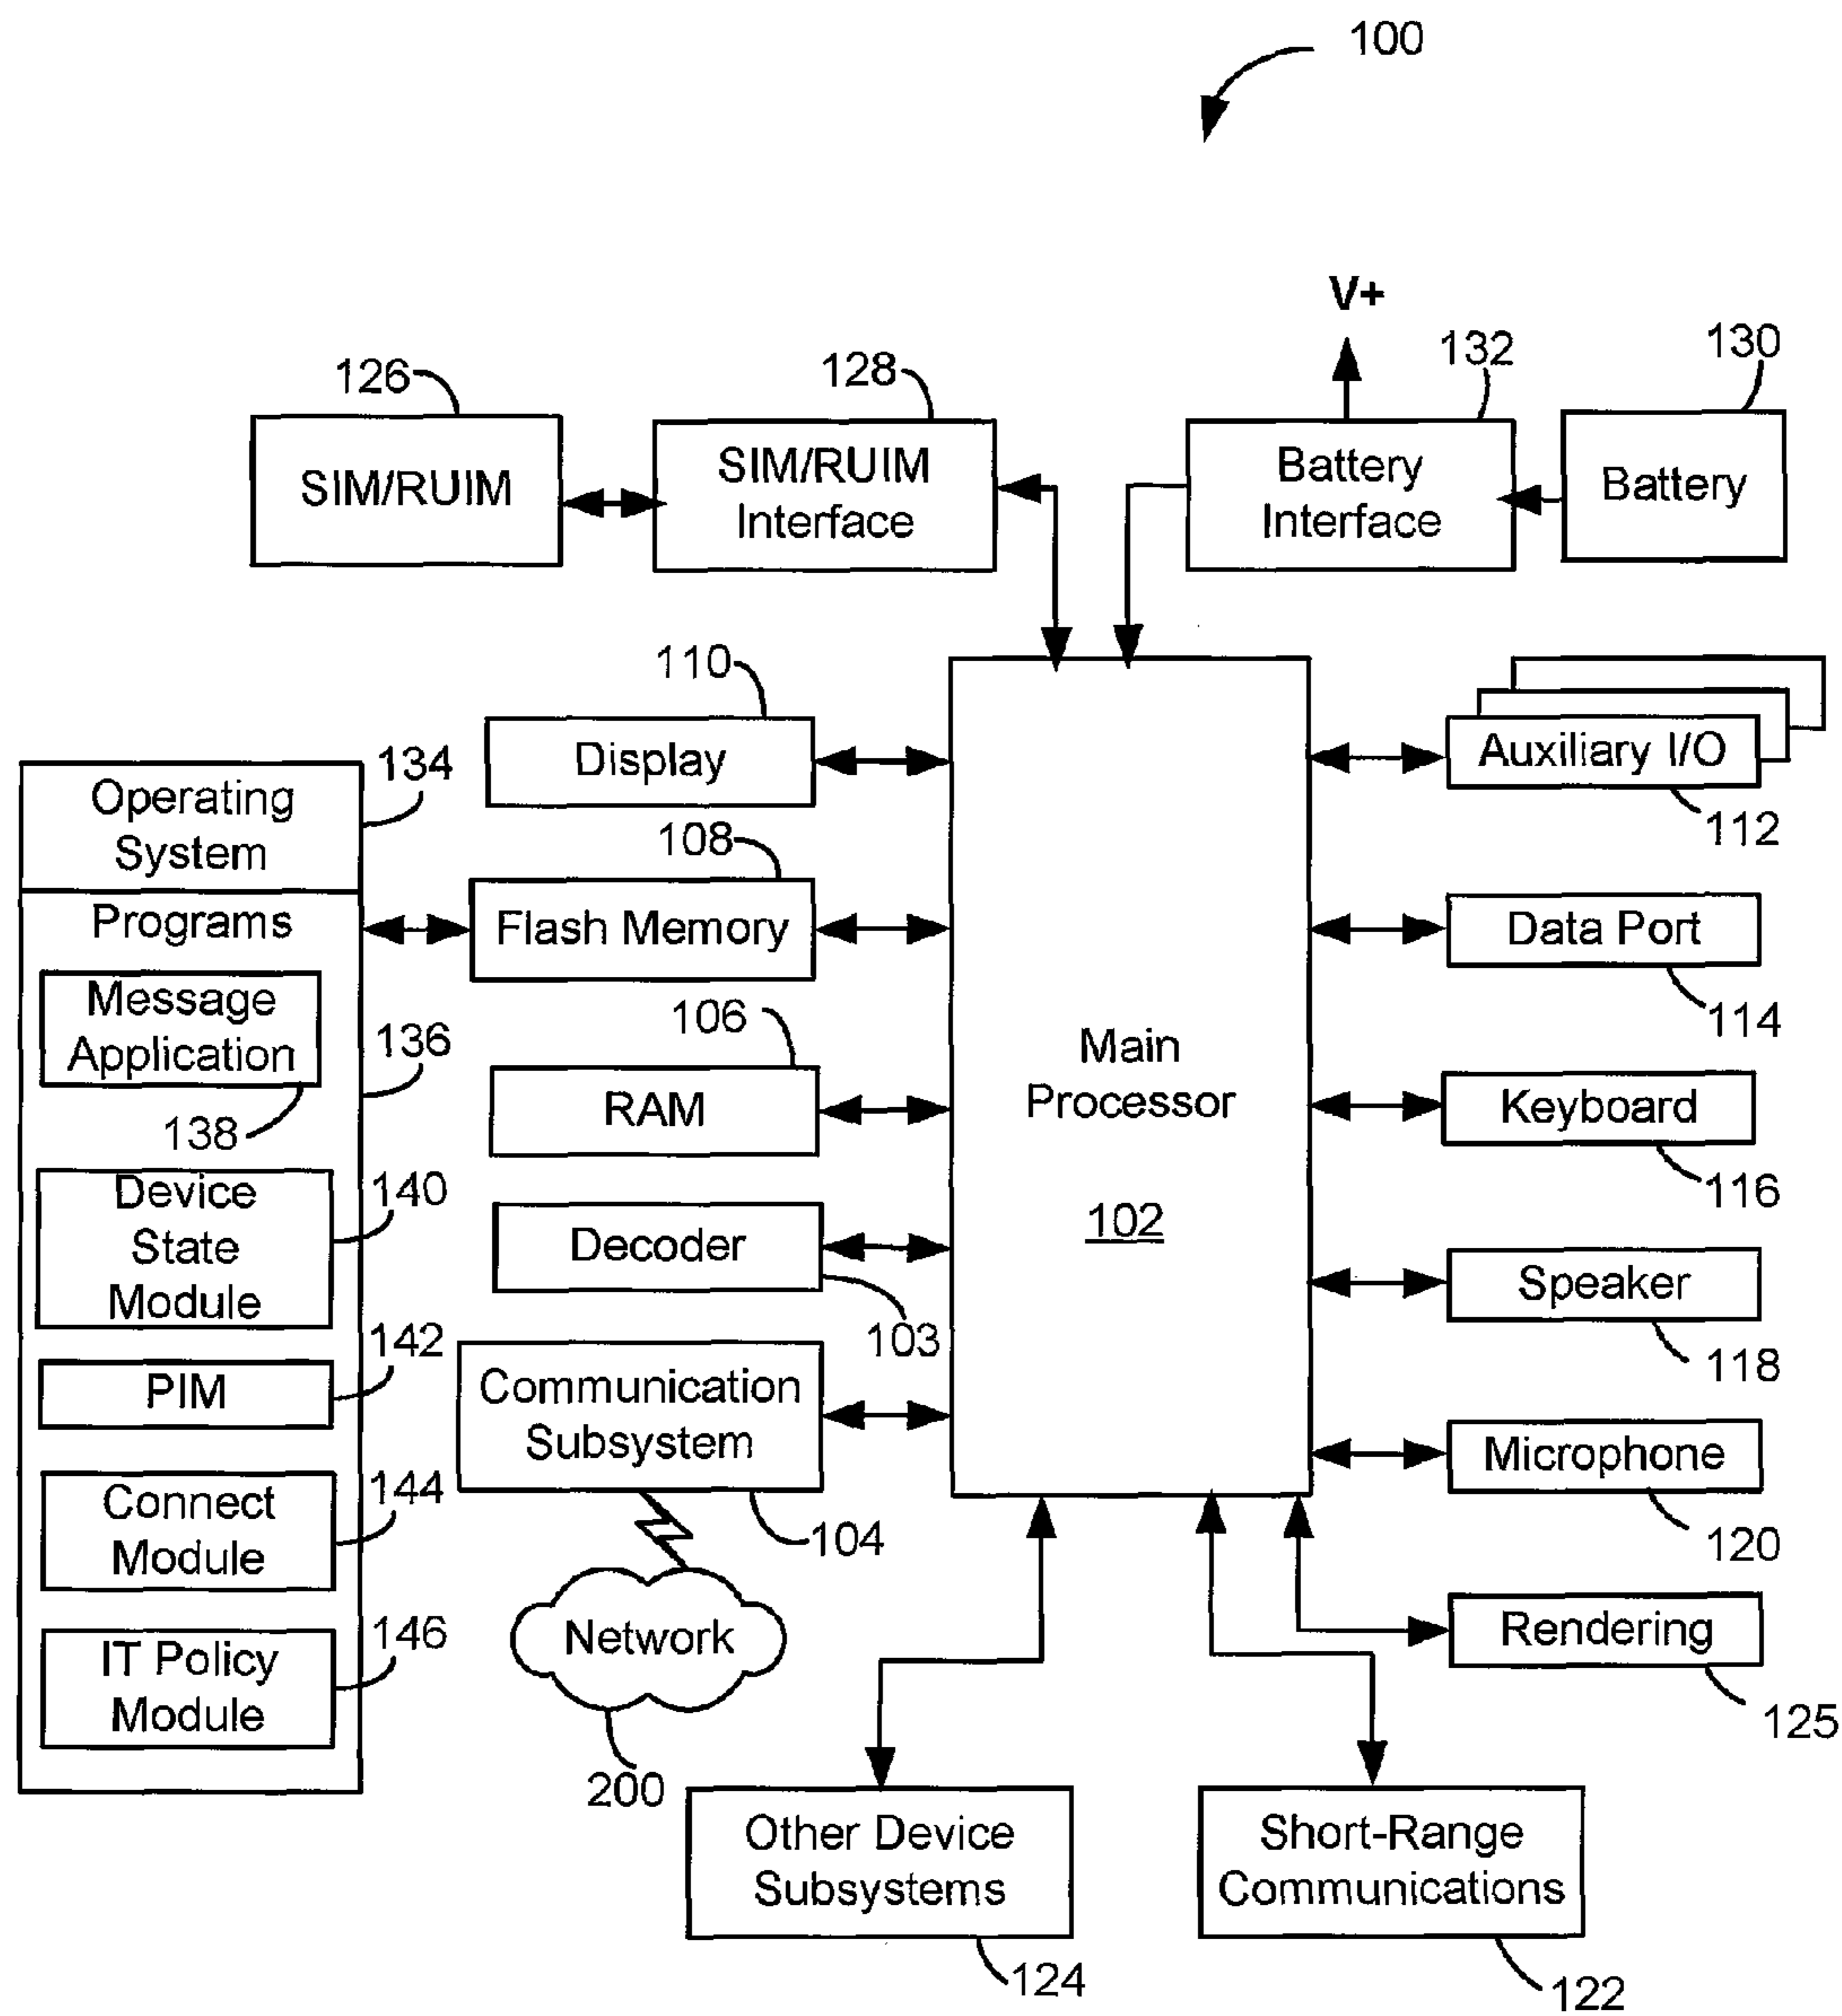 100
V+
126
128
132
130
SIM/RUIM
SIM/RUIM
Interface
Battery
Interface
Battery
110
Display
Auxiliary I/O
112
134
Operating
System
108
Flash Memory
Data Port
114
Programs
Message
Application
138
136
106
RAM
Main
Processor
102
Keyboard
116
Device
State
Module
140
Decoder
103
Speaker
118
PIM
142
Communication
Subsystem
104
Microphone
120
Connect
Module
144
Network
200
Rendering
125
IT Policy
Module
146
Other Device
Subsystems
124
Short-Range
Communications
122